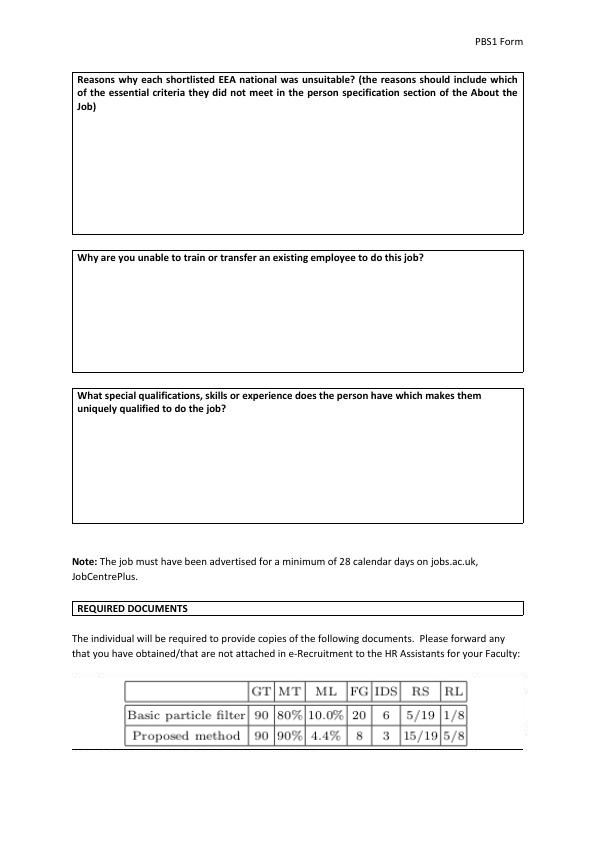 PBS1 Form
Reasons why each shortlisted EEA national was unsuitable? (the reasons should include which
of the essential criteria they did not meet in the person specification section of the About the
Job)
Why are you unable to train or transfer an existing employee to do this job?
What special qualifications, skills or experience does the person have which makes them
uniquely qualified to do the job?
Note: The job must have been advertised for a minimum of 28 calendar days on jobs.ac.uk,
JobCentrePlus.
REQUIRED DOCUMENTS
The individual will be required to provide copies of the following documents.  Please forward any
that you have obtained/that are not attached in e-Recruitment to the HR Assistants for your Faculty:
GT MT ML FG IDS RS RL
Basic particle filter 90 80% 10.0% 20 6 5/19 1/8
Proposed method 90 90% 4.4% 8 3 15/19 5/8